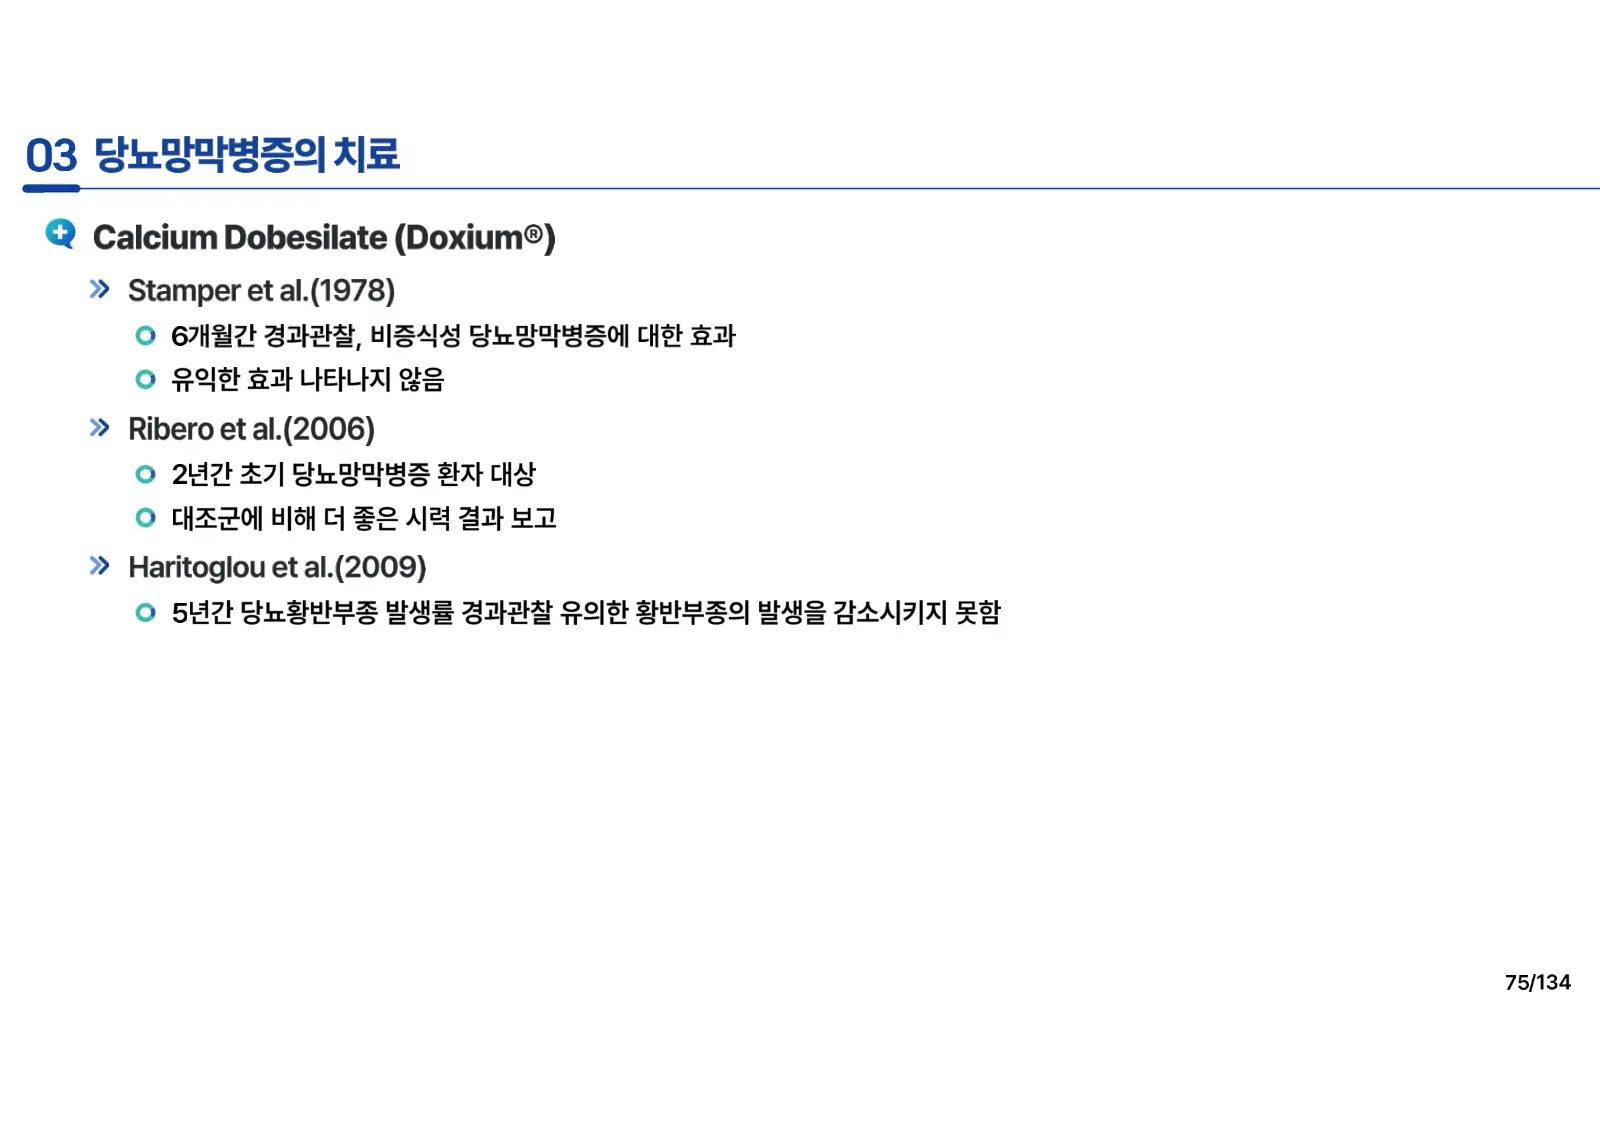 03 당뇨망막병증의 치료
Calcium Dobesilate (Doxium®)
Stamper et al.(1978)
6개월간 경과관찰, 비증식성 당뇨망막병증에 대한 효과
유익한 효과 나타나지 않음
Ribero et al.(2006)
2년간 초기 당뇨망막병증 환자 대상
대조군에 비해 더 좋은 시력 결과 보고
Haritoglou et al.(2009)
5년간 당뇨황반부종 발생률 경과관찰 유의한 황반부종의 발생을 감소시키지 못함
75/134